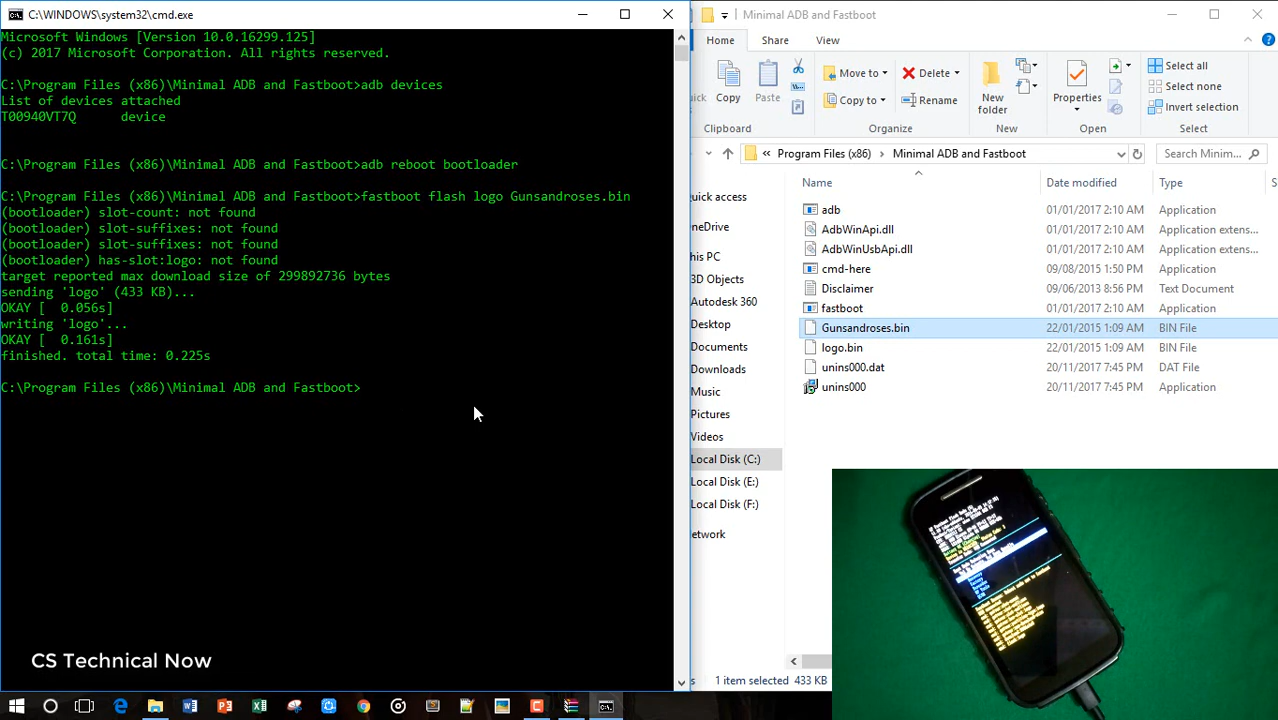 C:\WINDOWS\system32\cmd.exe
Microsoft Windows [Version 10.0.16299.125]
(c) 2017 Microsoft Corporation. All rights reserved.
C:\Program Files (x86)\Minimal ADB and Fastboot>adb devices
List of devices attached
T00940VT7Q device
C:\Program Files (x86)\Minimal ADB and Fastboot>adb reboot bootloader
C:\Program Files (x86)\Minimal ADB and Fastboot>fastboot flash logo Gunsandroses.bin
(bootloader) slot-count: not found
(bootloader) slot-suffixes: not found
(bootloader) slot-suffixes: not found
(bootloader) has-slot:logo: not found
target reported max download size of 299892736 bytes
sending 'logo' (433 KB)...
OKAY [ 0.056s]
writing 'logo'...
OKAY [ 0.161s]
finished. total time: 0.225s
C:\Program Files (x86)\Minimal ADB and Fastboot>
CS Technical Now
Minimal ADB and Fastboot
Home Share View
Copy
Paste
Move to
Copy to
Delete
Rename
New folder
Properties
Select all
Select none
Invert selection
Clipboard Organize New Open Select
« Program Files (x86) > Minimal ADB and Fastboot
Search Minim...
Name Date modified Type
adb 01/01/2017 2:10 AM Application
AdbWinApi.dll 01/01/2017 2:10 AM Application extens...
AdbWinUsbApi.dll 01/01/2017 2:10 AM Application extens...
cmd-here 09/08/2015 1:50 PM Application
Disclaimer 09/06/2013 8:56 PM Text Document
fastboot 01/01/2017 2:10 AM Application
Gunsandroses.bin 22/01/2015 1:09 AM BIN File
logo.bin 22/01/2015 1:09 AM BIN File
unins000.dat 20/11/2017 7:45 PM DAT File
unins000 20/11/2017 7:45 PM Application
uick access
neDrive
his PC
3D Objects
Autodesk 360
Desktop
Documents
Downloads
Music
Pictures
Videos
Local Disk (C:)
Local Disk (E:)
Local Disk (F:)
etwork
1 item selected 433 KB